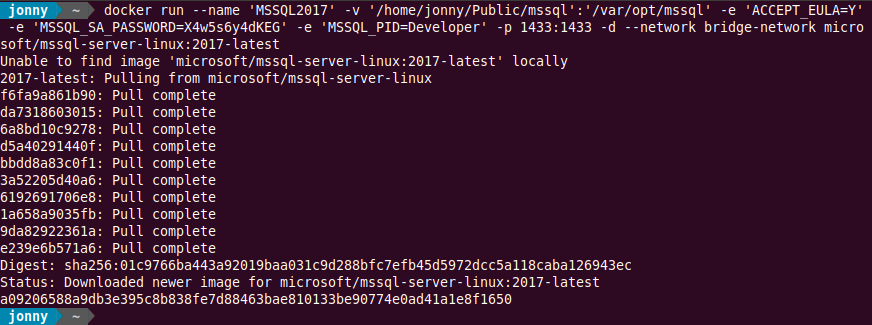 jonny ~ docker run --name 'MSSQL2017' -v '/home/jonny/Public/mssql':'/var/opt/mssql' -e 'ACCEPT_EULA=Y'
-e 'MSSQL_SA_PASSWORD=X4w5s6y4dKEG' -e 'MSSQL_PID=Developer' -p 1433:1433 -d --network bridge-network micro
soft/mssql-server-linux:2017-latest
Unable to find image 'microsoft/mssql-server-linux:2017-latest' locally
2017-latest: Pulling from microsoft/mssql-server-linux
f6fa9a861b90: Pull complete
da7318603015: Pull complete
6a8bd10c9278: Pull complete
d5a40291440f: Pull complete
bbdd8a83c0f1: Pull complete
3a52205d40a6: Pull complete
6192691706e8: Pull complete
1a658a9035fb: Pull complete
9da82922361a: Pull complete
e239e6b571a6: Pull complete
Digest: sha256:01c9766ba443a92019baa031c9d288bfc7efb45d5972dcc5a118caba126943ec
Status: Downloaded newer image for microsoft/mssql-server-linux:2017-latest
a09206588a9db3e395c8b838fe7d88463bae810133be90774e0ad41a1e8f1650
jonny ~